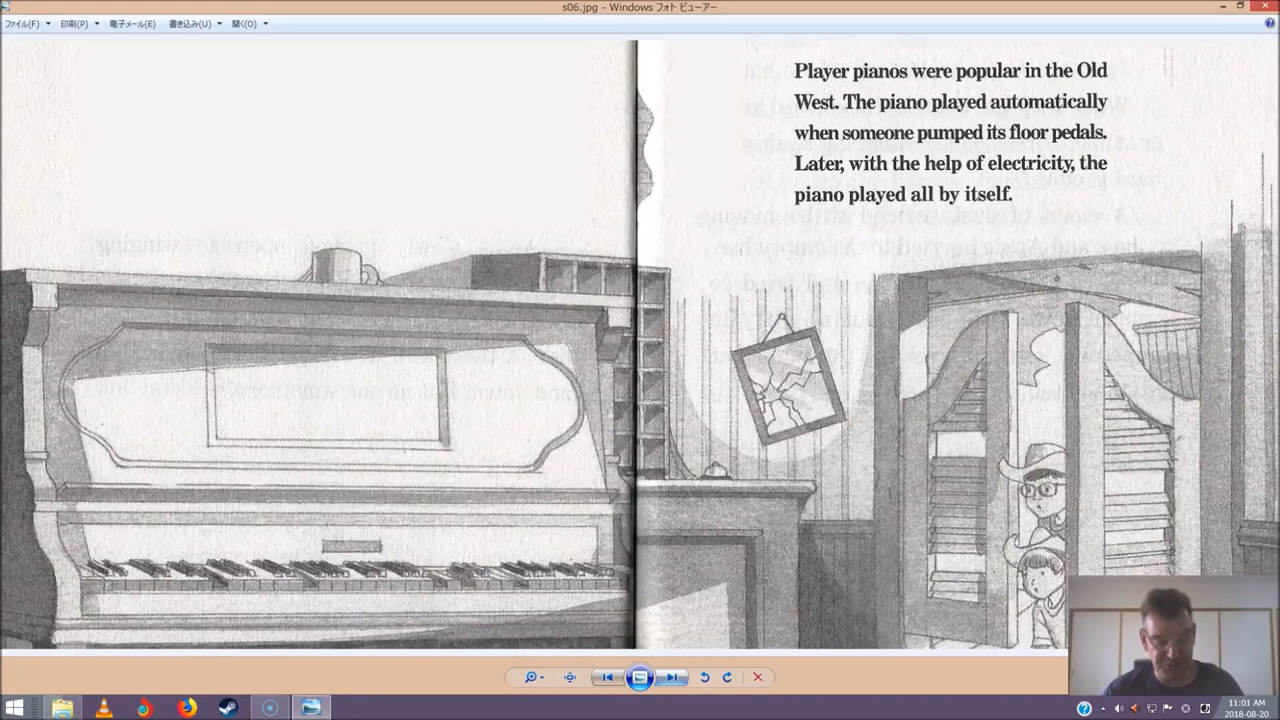 s06.jpg - Windows フォト ビューアー
ファイル(F) 印刷(P) 電子メール(E) 書き込み(U) 開く(O)
Player pianos were popular in the Old
West. The piano played automatically
when someone pumped its floor pedals.
Later, with the help of electricity, the
piano played all by itself.
11:01 AM
2018-08-20